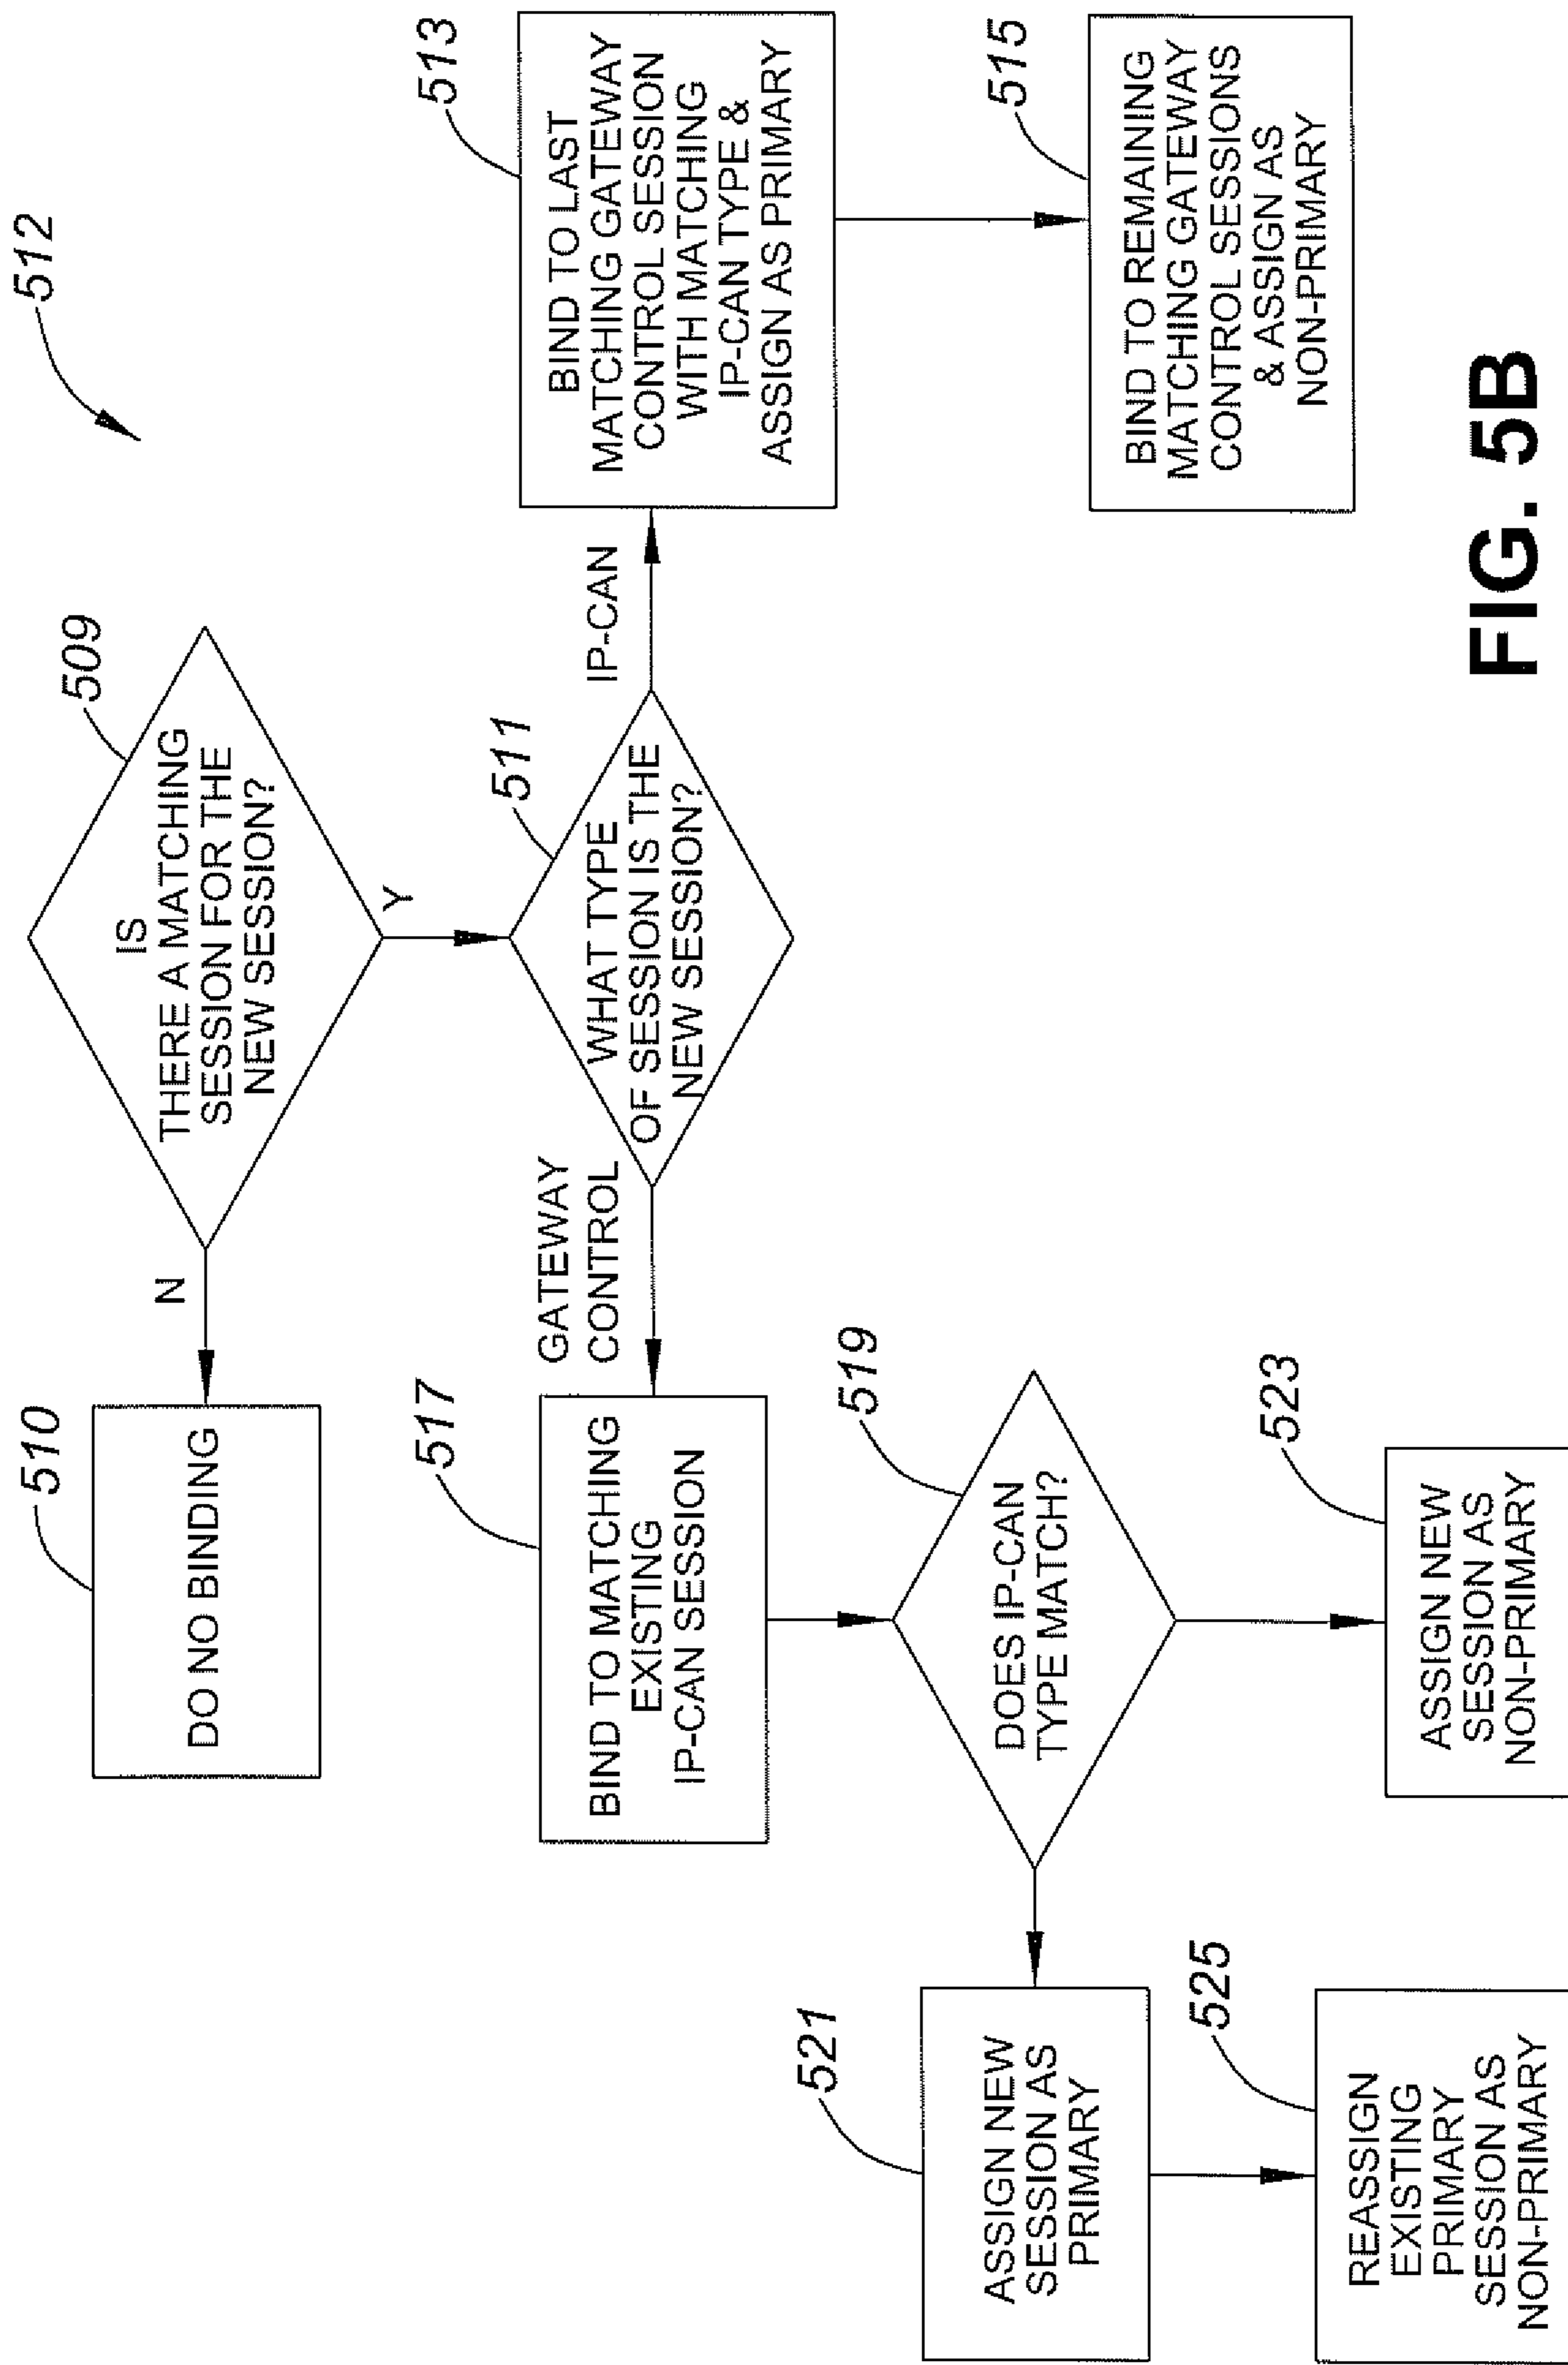 512
509
IS
THERE A MATCHING
SESSION FOR THE
NEW SESSION?
N
Y
510
DO NO BINDING
511
WHAT TYPE
OF SESSION IS THE
NEW SESSION?
IP-CAN
GATEWAY
CONTROL
513
BIND TO LAST
MATCHING GATEWAY
CONTROL SESSION
WITH MATCHING
IP-CAN TYPE &
ASSIGN AS PRIMARY
515
BIND TO REMAINING
MATCHING GATEWAY
CONTROL SESSIONS
& ASSIGN AS
NON-PRIMARY
517
BIND TO MATCHING
EXISTING
IP-CAN SESSION
519
DOES IP-CAN
TYPE MATCH?
521
ASSIGN NEW
SESSION AS
PRIMARY
523
ASSIGN NEW
SESSION AS
NON-PRIMARY
525
REASSIGN
EXISTING
PRIMARY
SESSION AS
NON-PRIMARY
FIG. 5B